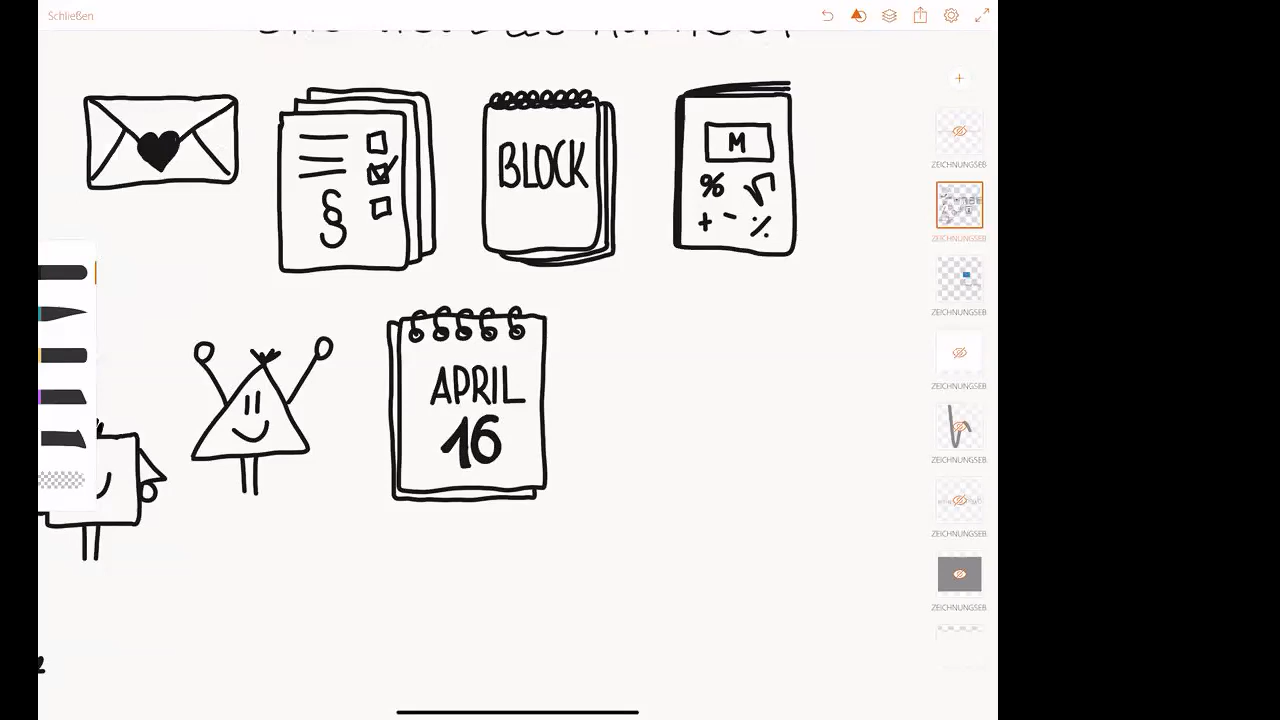 Schließen
§
BLOCK
M
%
+ - ⁒
APRIL
16
ZEICHNUNGSEB
ZEICHNUNGSEB
ZEICHNUNGSEB
ZEICHNUNGSEB
ZEICHNUNGSEB
ZEICHNUNGSEB
ZEICHNUNGSEB